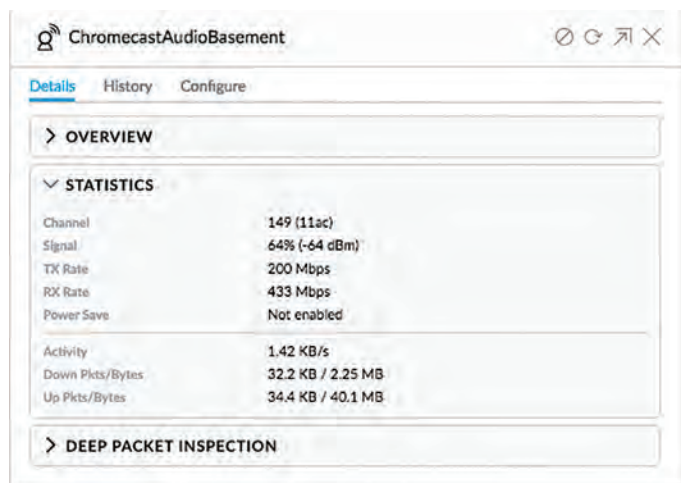 ChromecastAudioBasement
Details History Configure
OVERVIEW
STATISTICS
Channel 149 (11ac)
Signal 64% (-64 dBm)
TX Rate 200 Mbps
RX Rate 433 Mbps
Power Save Not enabled
Activity 1.42 KB/s
Down Pkts/Bytes 32.2 KB / 2.25 MB
Up Pkts/Bytes 34.4 KB / 40.1 MB
DEEP PACKET INSPECTION